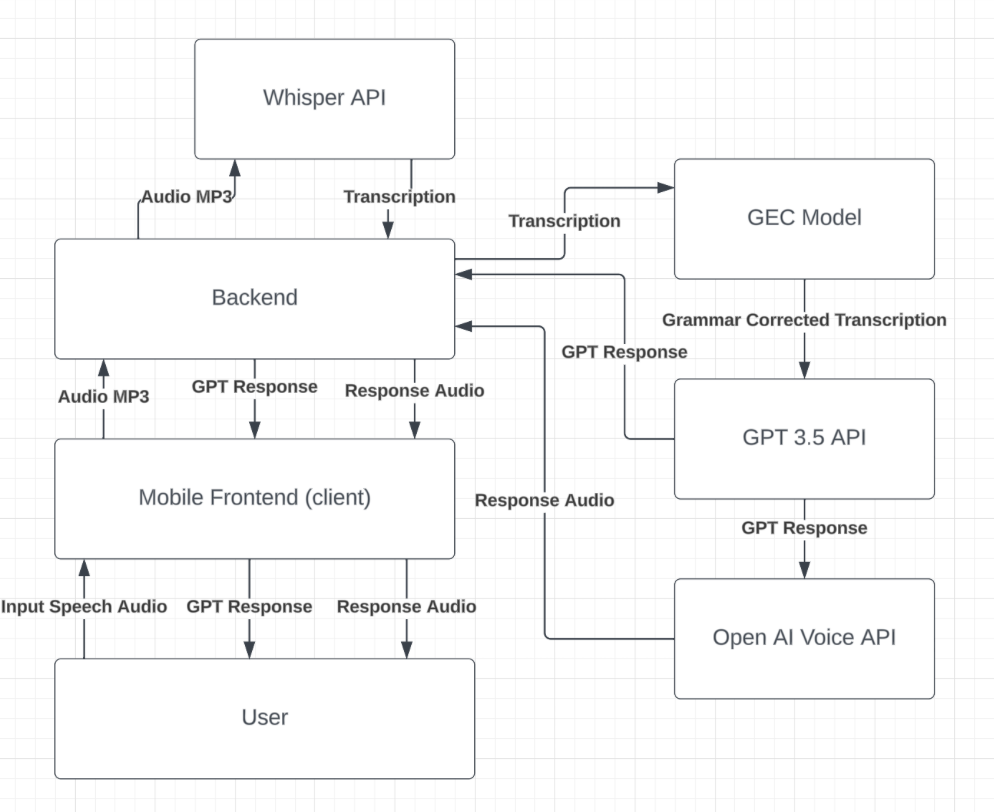 Whisper API
Audio MP3
Transcription
Transcription
GEC Model
Backend
Grammar Corrected Transcription
GPT Response
Audio MP3
GPT Response
Response Audio
GPT 3.5 API
Mobile Frontend (client)
Response Audio
GPT Response
Input Speech Audio
GPT Response
Response Audio
Open AI Voice API
User